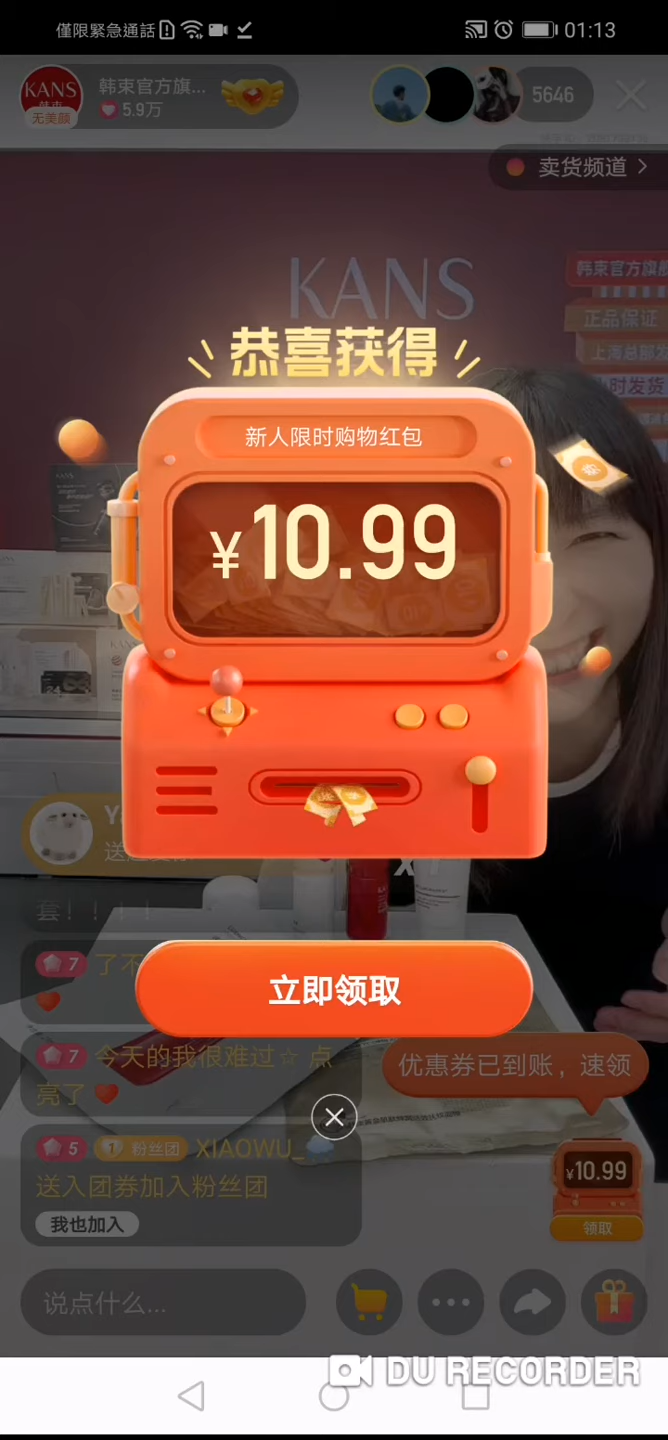 僅限緊急通話
01:13
KANS
韩束
无美颜
韩束官方旗...
5.9万
5646
卖货频道
KANS
韩束官方旗舰
正品保证
上海总部发
小时发货
恭喜获得
新人限时购物红包
¥10.99
套！！！！
7 了不
7 今天的我很难过☆ 点
亮了
立即领取
优惠券已到账，速领
5 1 粉丝团 XIAOWU_
送入团券加入粉丝团
我也加入
¥10.99
领取
说点什么...
DU RECORDER